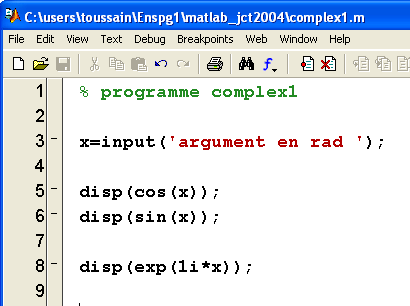 C:\users\toussain\Enspg1\matlab_jct2004\complex1.m
File Edit View Text Debug Breakpoints Web Window Help
1 % programme complex1
2
3 x=input('argument en rad ');
4
5 disp(cos(x));
6 disp(sin(x));
7
8 disp(exp(1i*x));
9